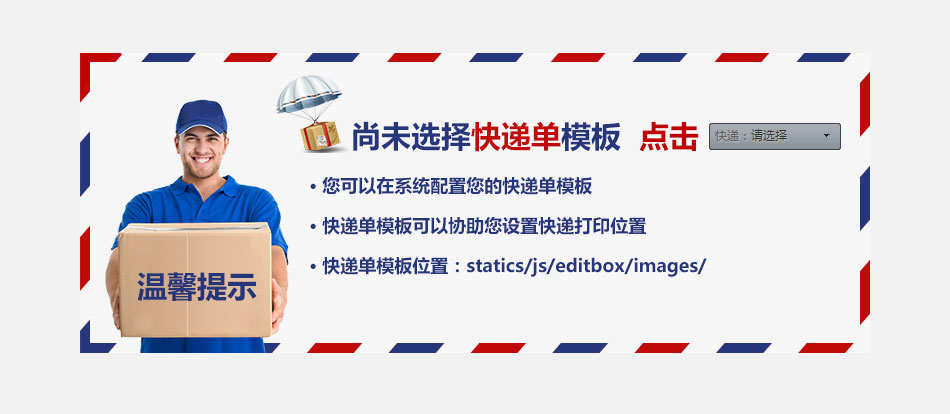 尚未选择快递单模板 点击 快递：请选择
• 您可以在系统配置您的快递单模板
• 快递单模板可以协助您设置快递打印位置
• 快递单模板位置：statics/js/editbox/images/
温馨提示